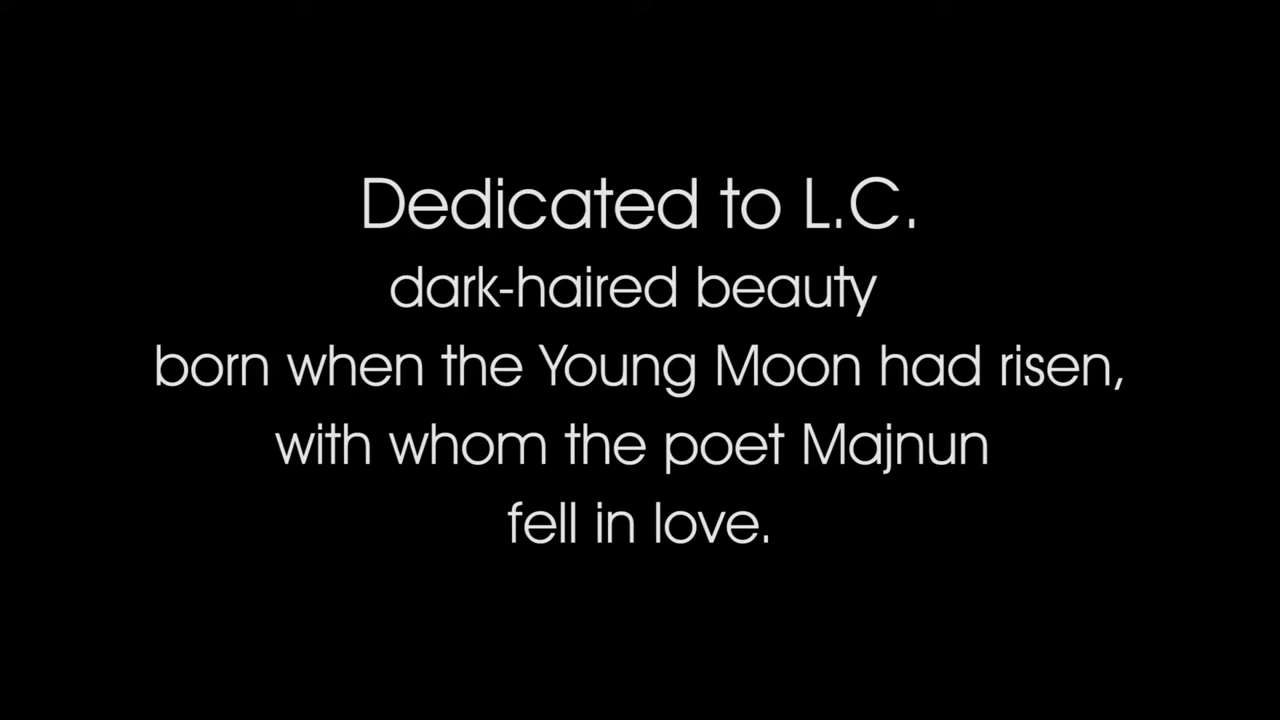 Dedicated to L.C.
dark-haired beauty
born when the Young Moon had risen,
with whom the poet Majnun
fell in love.